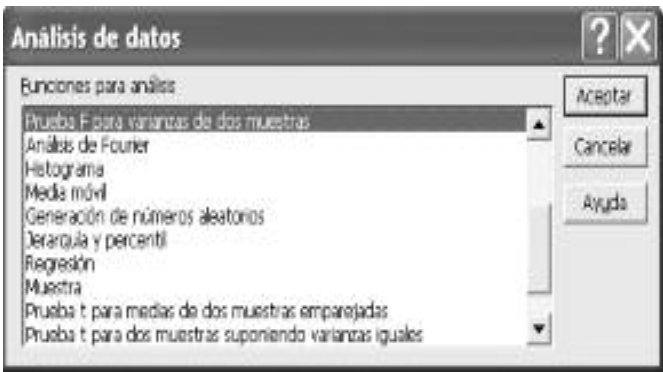 Análisis de datos
Funciones para análisis
Prueba F para varianzas de dos muestras
Análisis de Fourier
Histograma
Media móvil
Generación de números aleatorios
Jerarquía y percentil
Regresión
Muestra
Prueba t para medias de dos muestras emparejadas
Prueba t para dos muestras suponiendo varianzas iguales
Aceptar
Cancelar
Ayuda